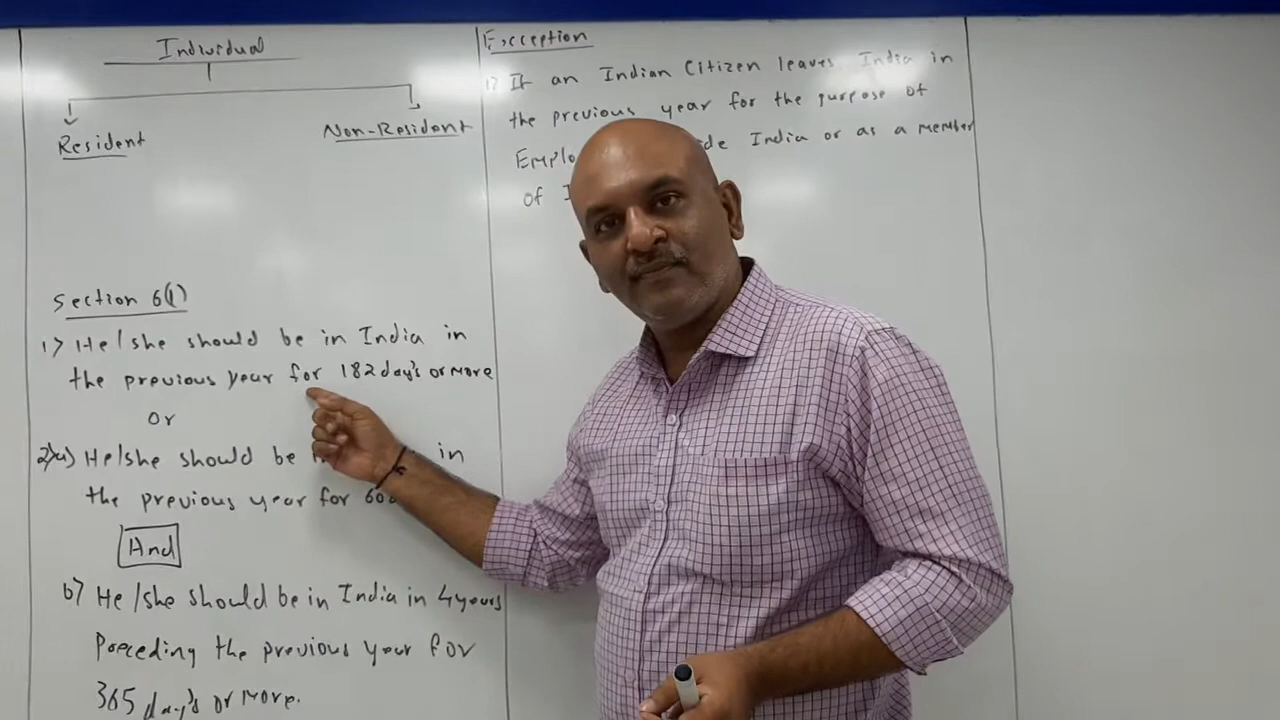 Individual
Resident
Non-Resident
Section 6(1)
1) He/she should be in India in
the previous year for 182 day's or more
Or
2)a) He/she should be in
the previous year for 60
And
b) He/she should be in India in 4 years
Preceding the previous year for
365 day's or more.
Exception
1) If an Indian Citizen leaves India in
the previous year for the purpose of
India or as a member
of